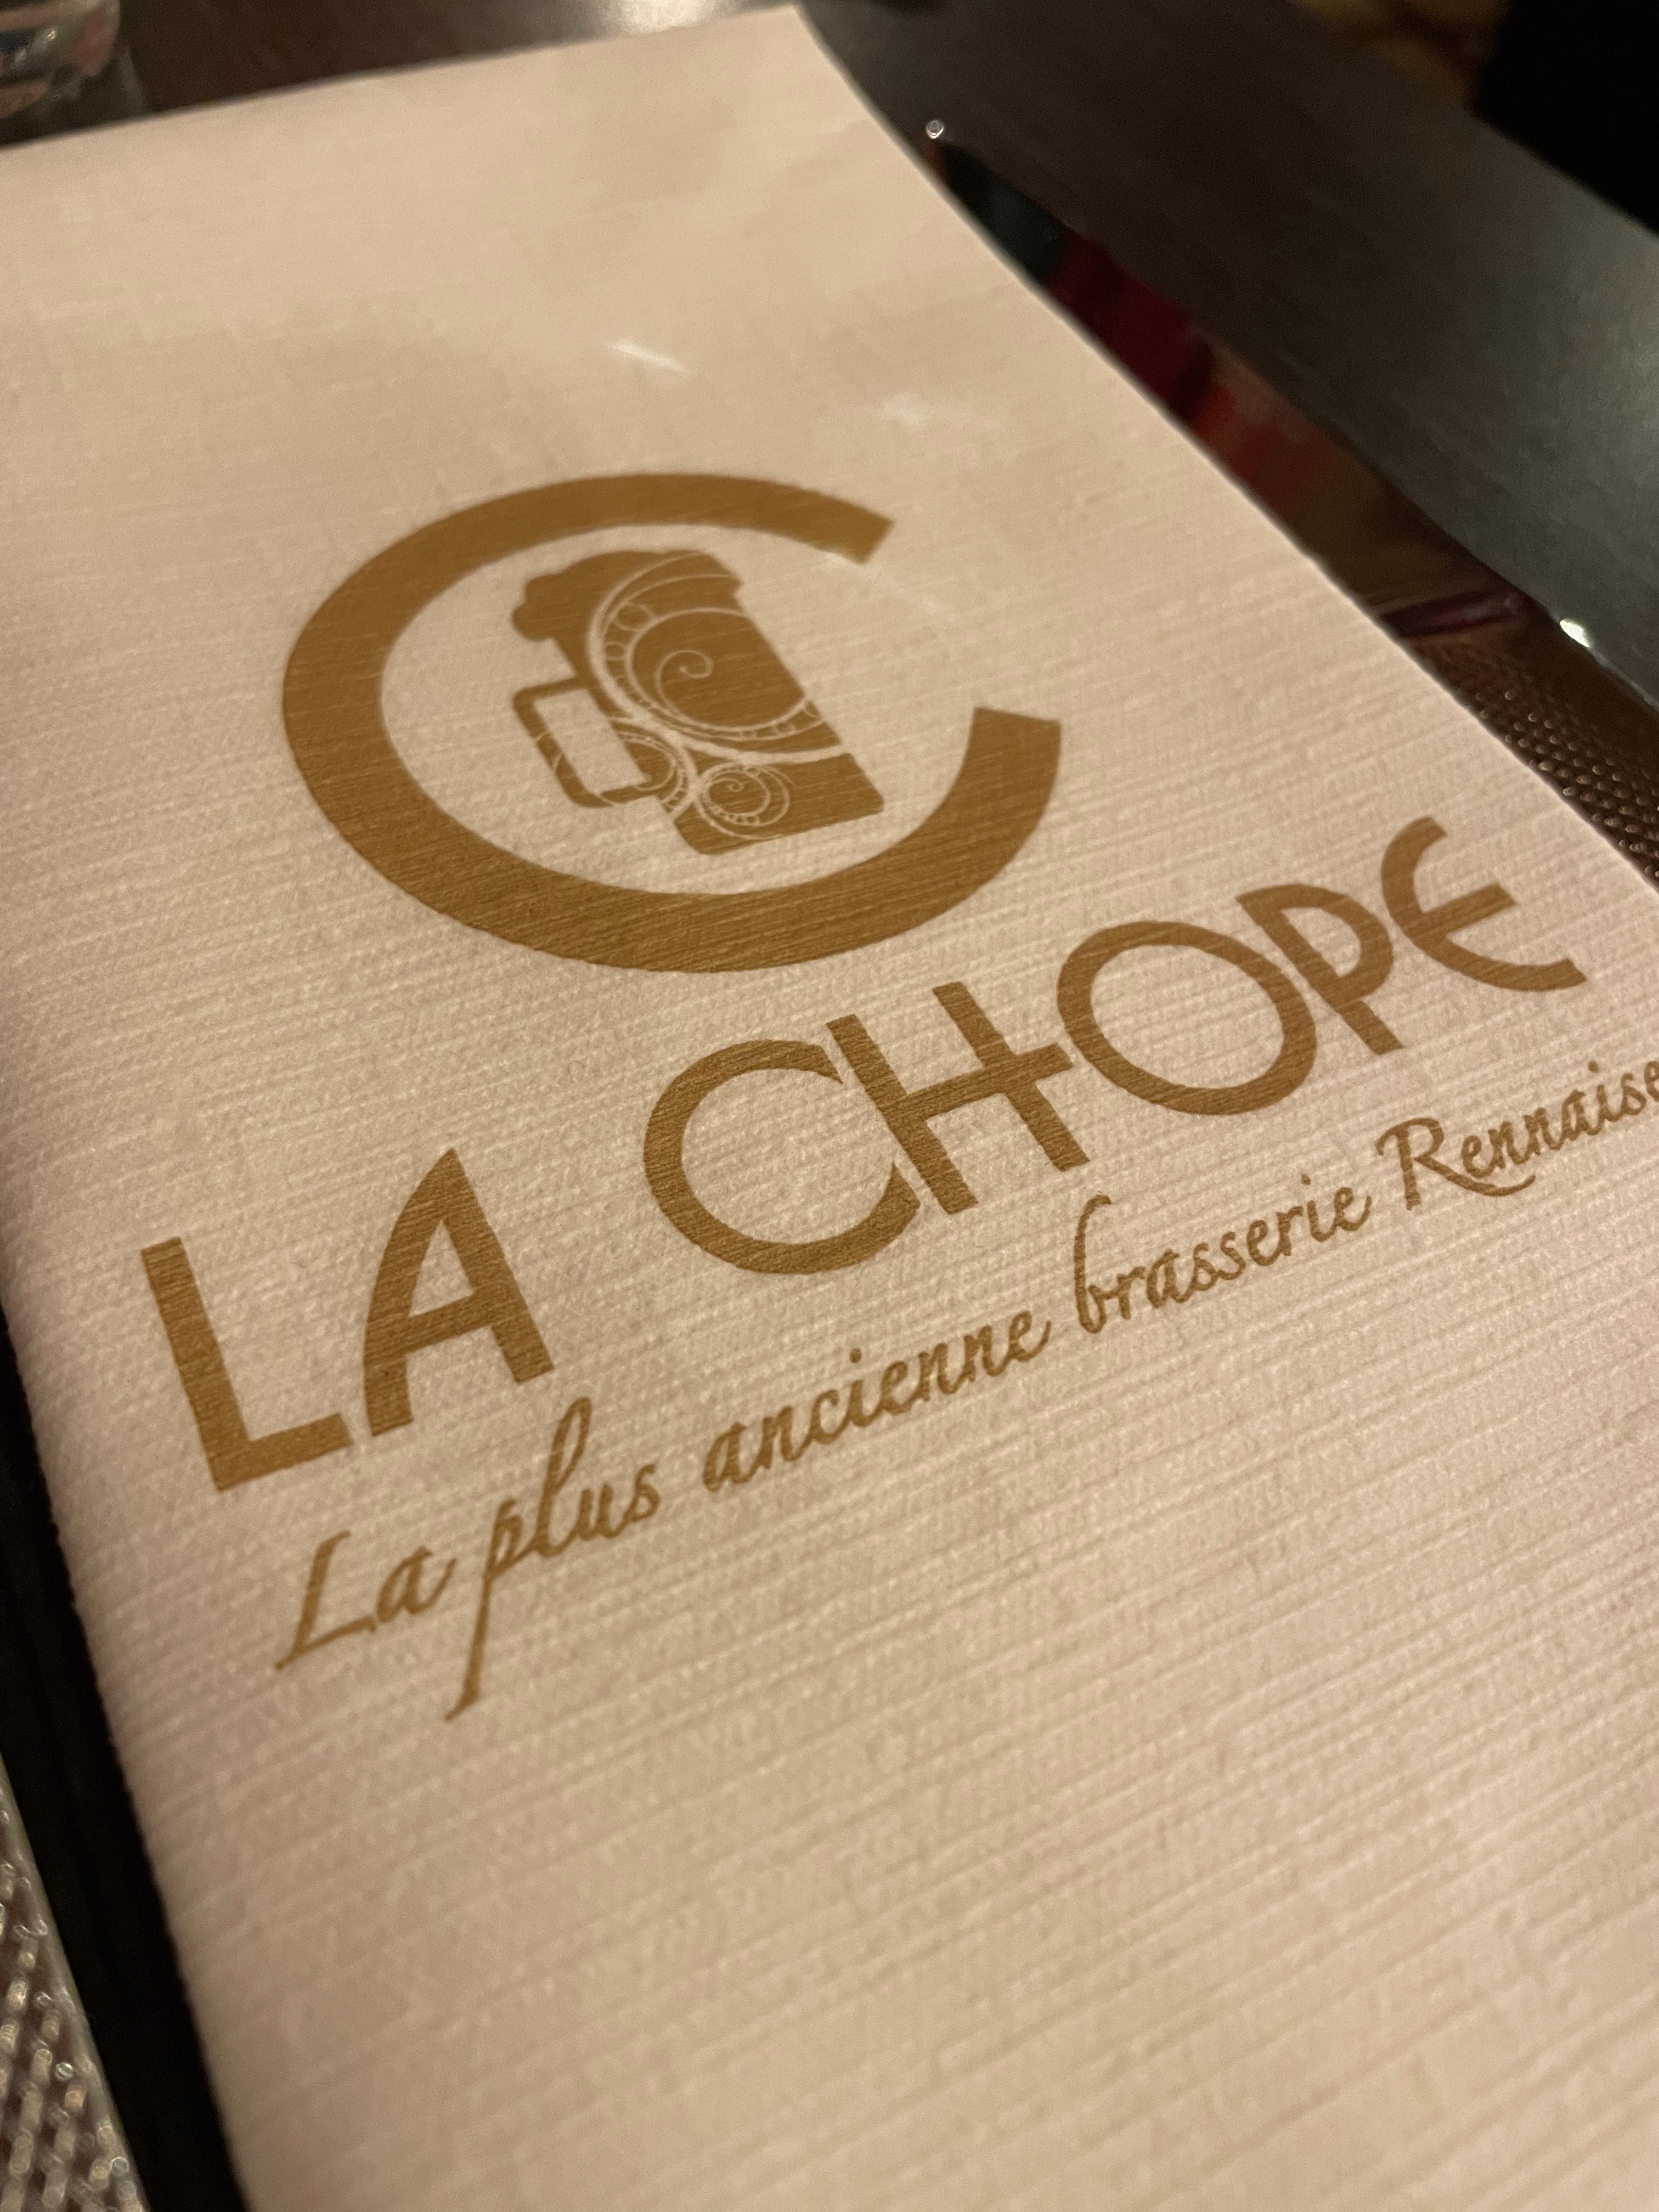 LA CHOPE
La plus ancienne brasserie Rennaise